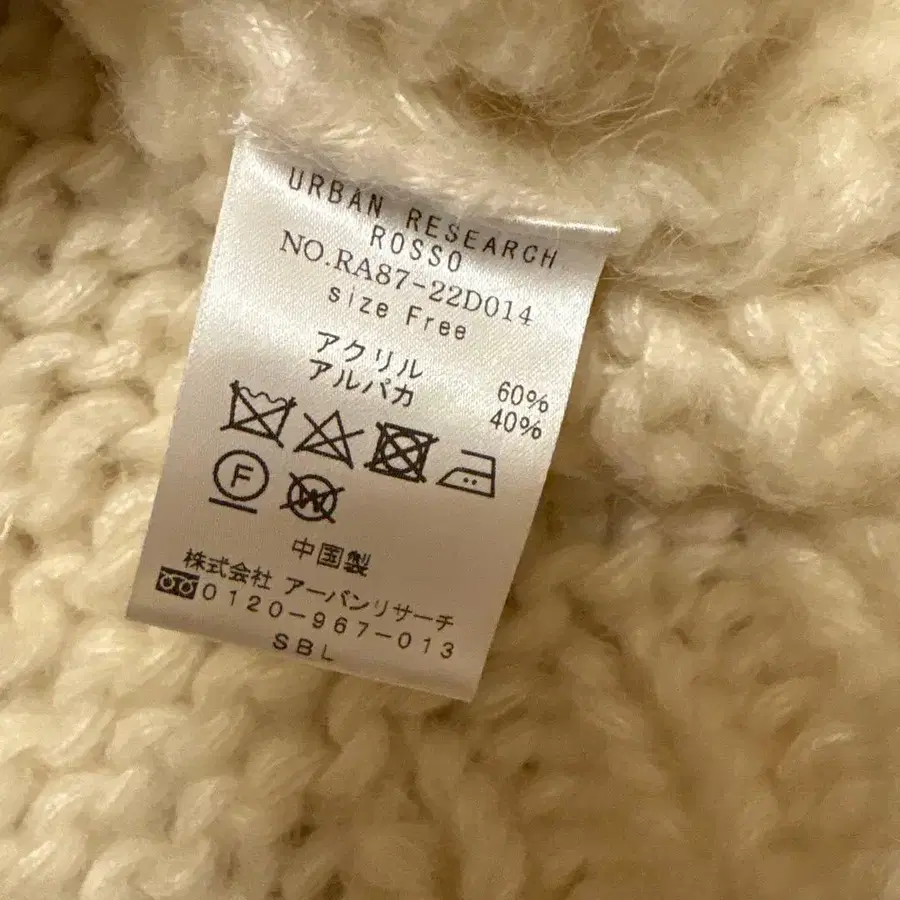 URBAN RESEARCH
ROSSO
NO.RA87-22D014
size Free
アクリル 60%
アルパカ 40%
F W
中国製
株式会社 アーバンリサーチ
0120-967-013
SBL